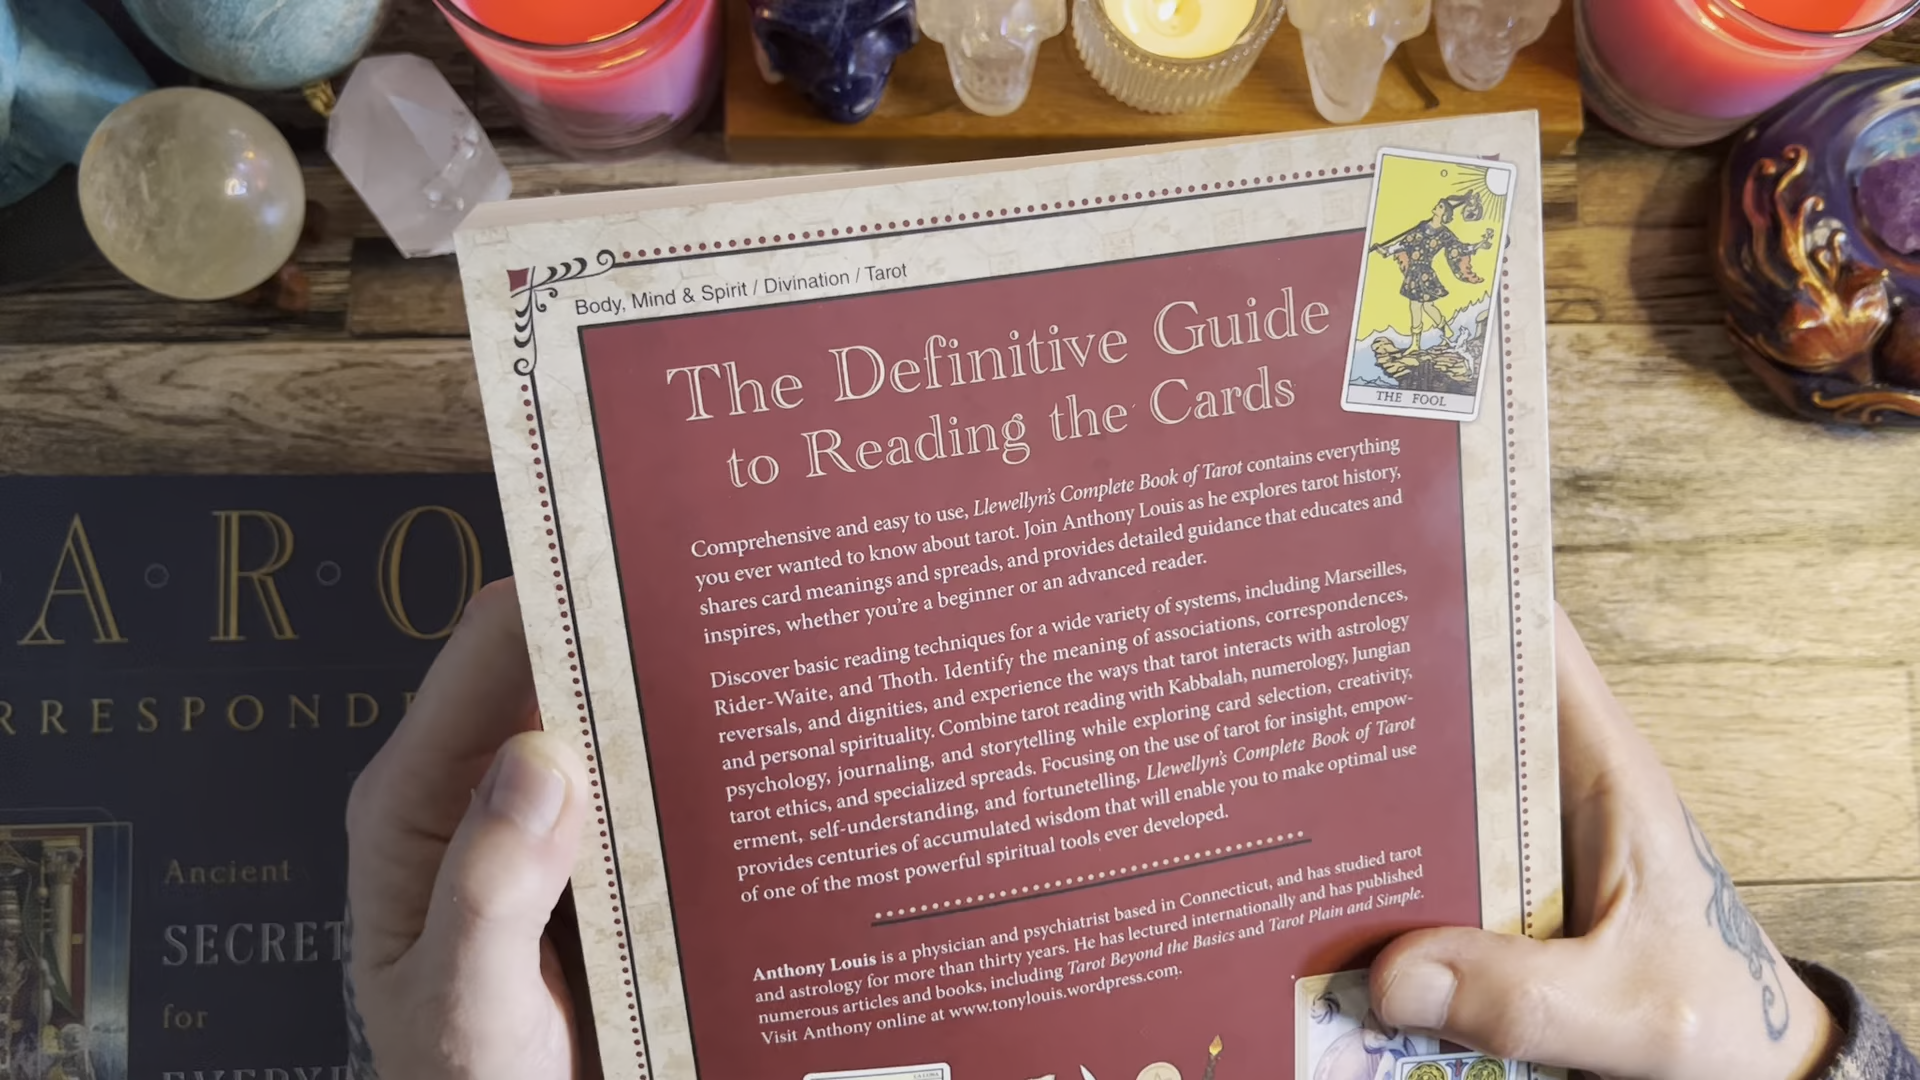 Body, Mind & Spirit / Divination / Tarot
The Definitive Guide
to Reading the Cards
THE FOOL
Comprehensive and easy to use, Llewellyn's Complete Book of Tarot contains everything
you ever wanted to know about tarot. Join Anthony Louis as he explores tarot history,
shares card meanings and spreads, and provides detailed guidance that educates and
inspires, whether you're a beginner or an advanced reader.
Discover basic reading techniques for a wide variety of systems, including Marseilles,
Rider-Waite, and Thoth. Identify the meaning of associations, correspondences,
reversals, and dignities, and experience the ways that tarot interacts with astrology
and personal spirituality. Combine tarot reading with Kabbalah, numerology, Jungian
psychology, journaling, and storytelling while exploring card selection, creativity,
tarot ethics, and specialized spreads. Focusing on the use of tarot for insight, empow-
erment, self-understanding, and fortunetelling, Llewellyn's Complete Book of Tarot
provides centuries of accumulated wisdom that will enable you to make optimal use
of one of the most powerful spiritual tools ever developed.
Anthony Louis is a physician and psychiatrist based in Connecticut, and has studied tarot
and astrology for more than thirty years. He has lectured internationally and has published
numerous articles and books, including Tarot Beyond the Basics and Tarot Plain and Simple.
Visit Anthony online at www.tonylouis.wordpress.com.
A•R•O
RRESPOND
Ancient
SECRET
for